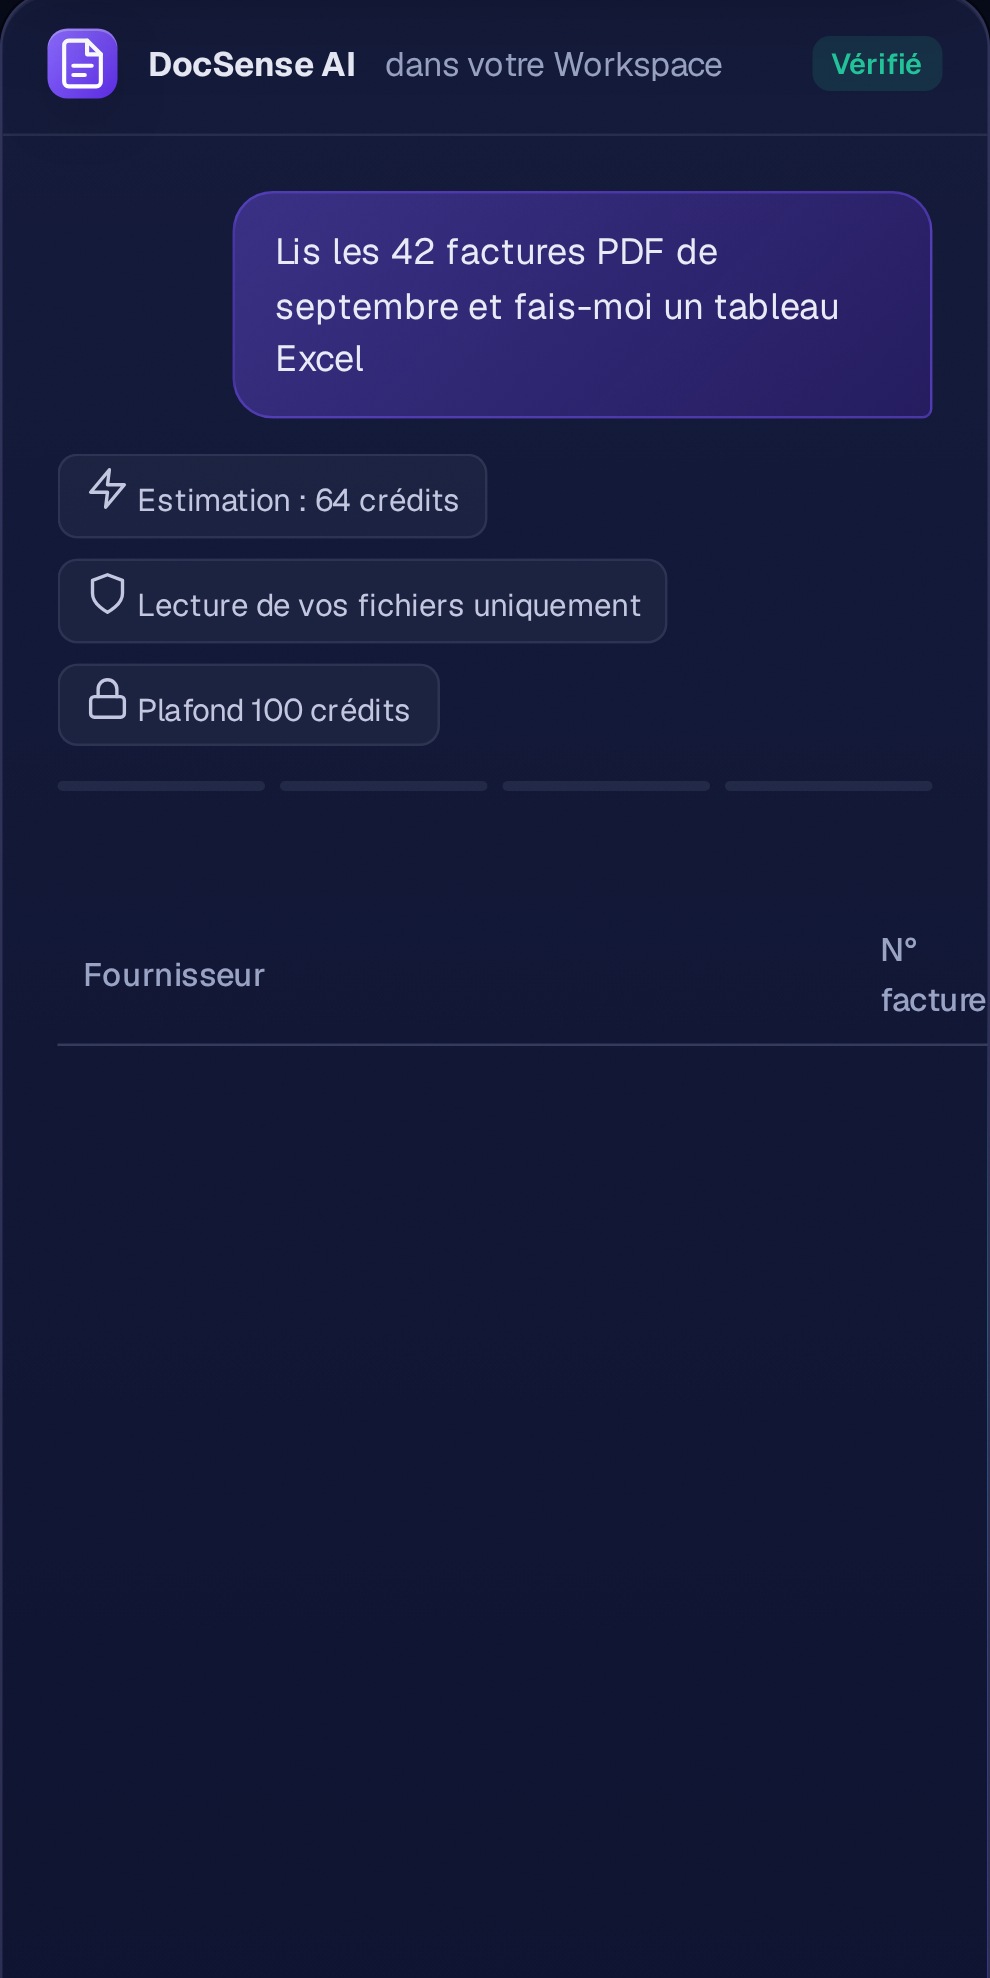 DocSense AI dans votre Workspace Vérifié
Lis les 42 factures PDF de
septembre et fais-moi un tableau
Excel
Estimation : 64 crédits
Lecture de vos fichiers uniquement
Plafond 100 crédits
Fournisseur
N°
facture